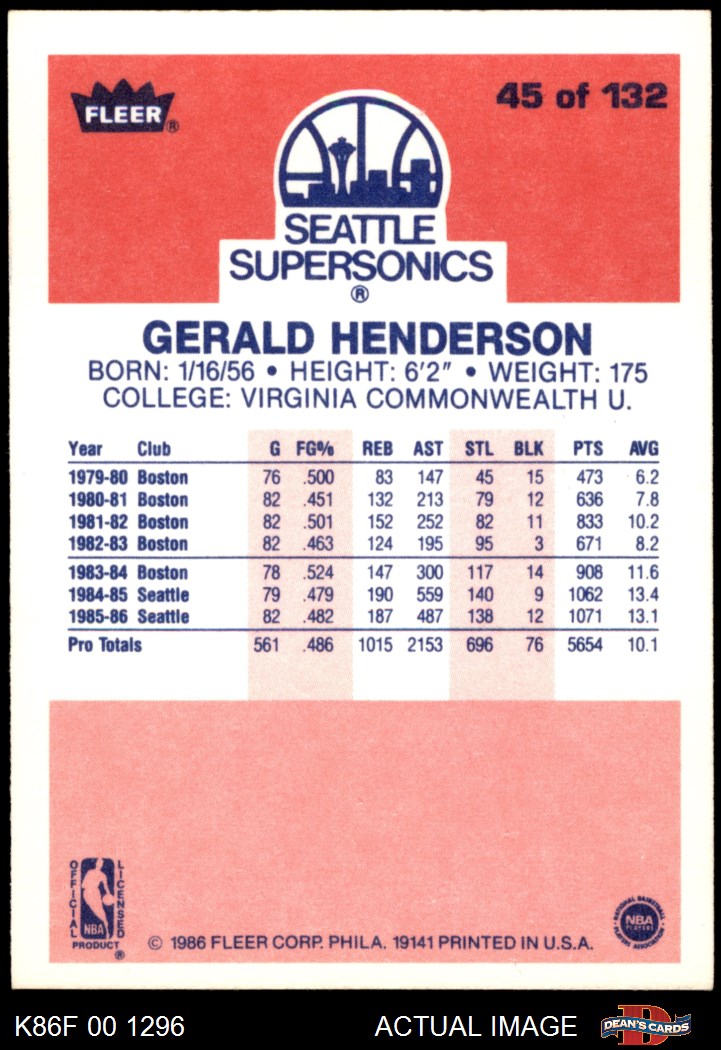 FLEER®
45 of 132
SEATTLE
SUPERSONICS
®
GERALD HENDERSON
BORN: 1/16/56 • HEIGHT: 6'2" • WEIGHT: 175
COLLEGE: VIRGINIA COMMONWEALTH U.
Year Club G FG% REB AST STL BLK PTS AVG
1979-80 Boston 76 .500 83 147 45 15 473 6.2
1980-81 Boston 82 .451 132 213 79 12 636 7.8
1981-82 Boston 82 .501 152 252 82 11 833 10.2
1982-83 Boston 82 .463 124 195 95 3 671 8.2
1983-84 Boston 78 .524 147 300 117 14 908 11.6
1984-85 Seattle 79 .479 190 559 140 9 1062 13.4
1985-86 Seattle 82 .482 187 487 138 12 1071 13.1
Pro Totals 561 .486 1015 2153 696 76 5654 10.1
OFFICIAL
LICENSED
NBA
PRODUCT
®
NATIONAL BASKETBALL
NBA
PLAYERS
PLAYERS ASSOCIATION
© 1986 FLEER CORP. PHILA. 19141 PRINTED IN U.S.A.
K86F 00 1296
ACTUAL IMAGE
DEAN'S CARDS